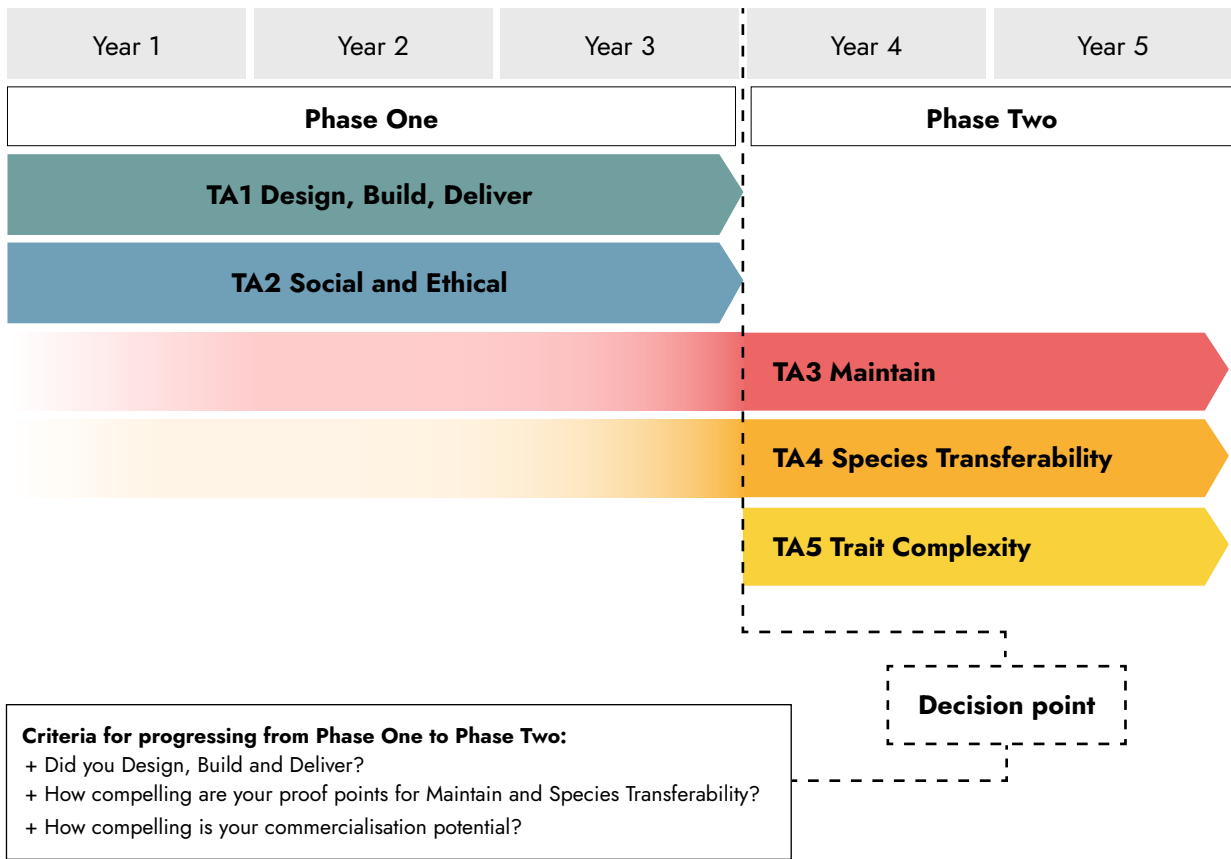 Year 1
Year 2
Year 3
Year 4
Year 5
Phase One
Phase Two
TA1 Design, Build, Deliver
TA2 Social and Ethical
TA3 Maintain
TA4 Species Transferability
TA5 Trait Complexity
Decision point
Criteria for progressing from Phase One to Phase Two:
+ Did you Design, Build and Deliver?
+ How compelling are your proof points for Maintain and Species Transferability?
+ How compelling is your commercialisation potential?